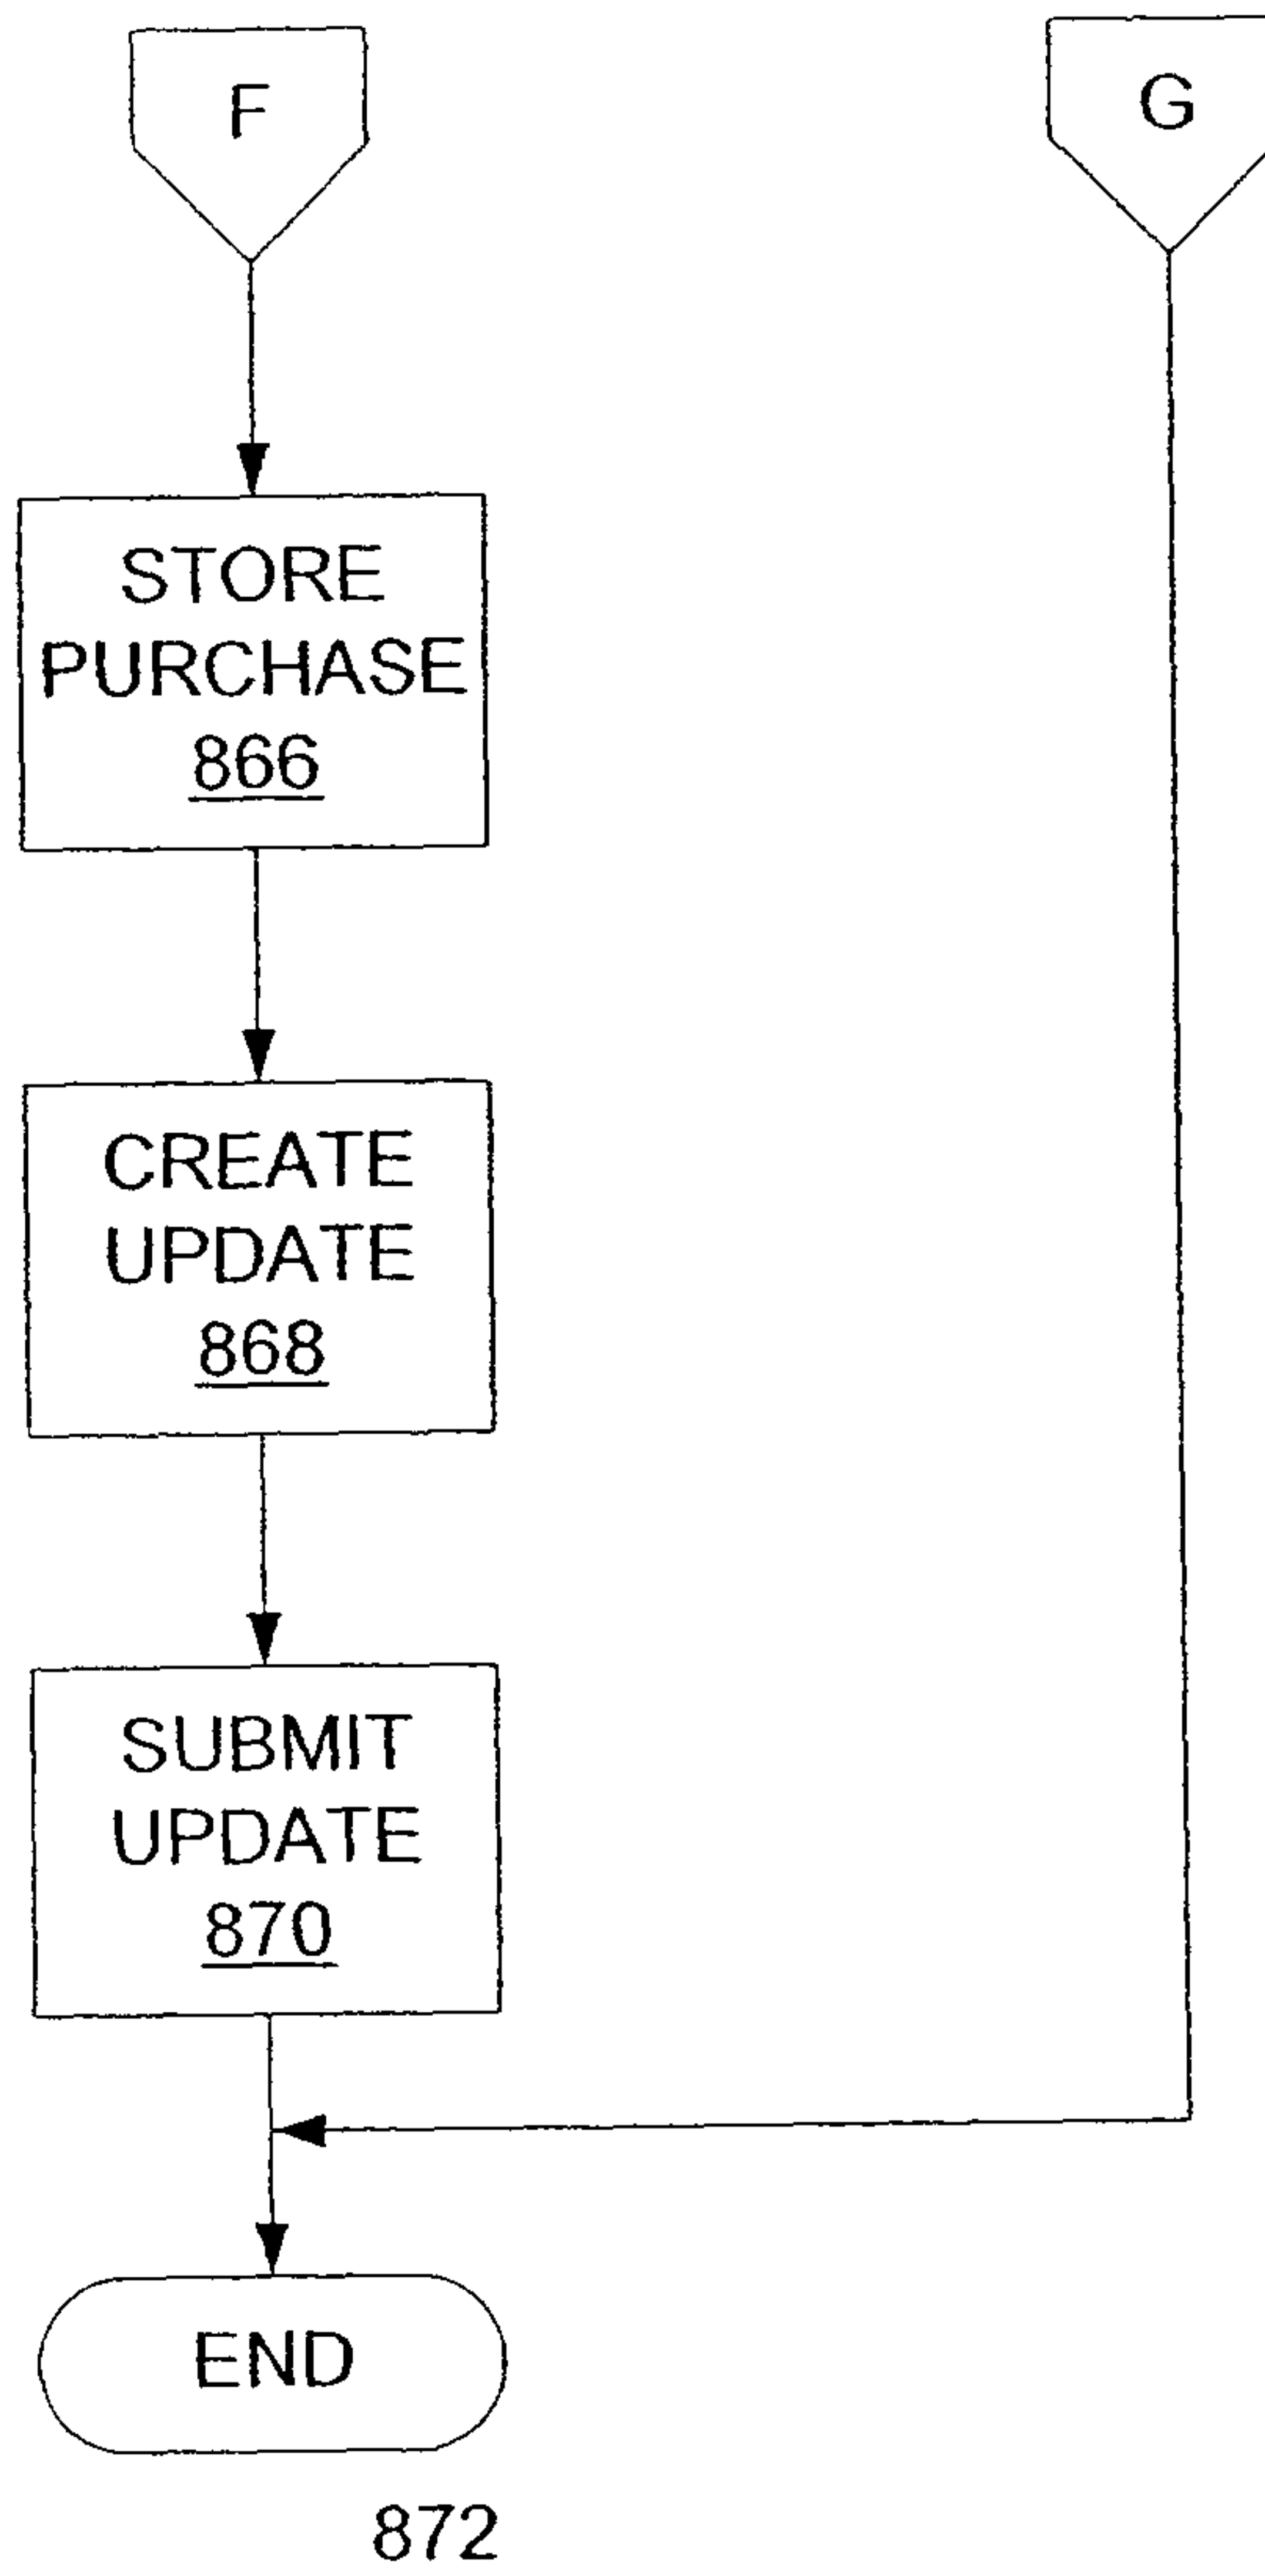 F
G
STORE
PURCHASE
866
CREATE
UPDATE
868
SUBMIT
UPDATE
870
END
872